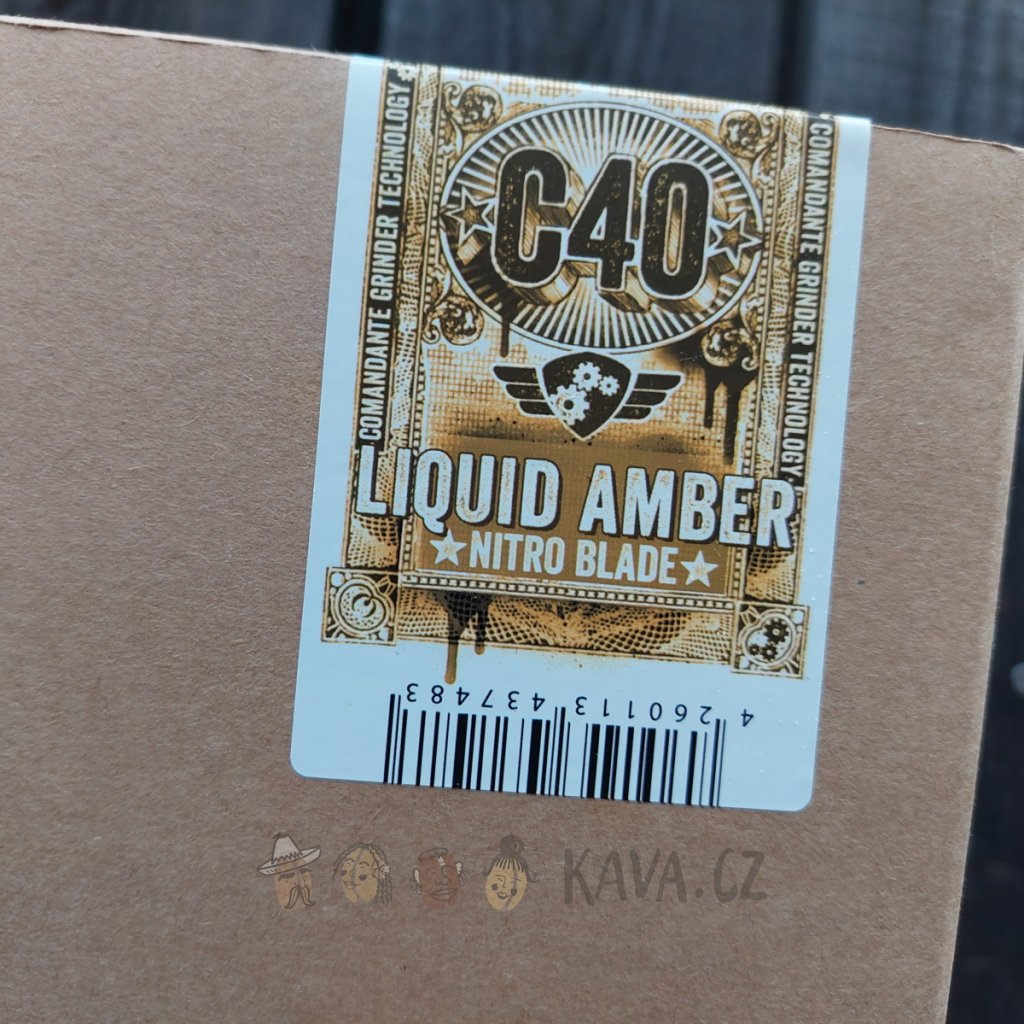 COMANDANTE GRINDER TECHNOLOGY
C40
COMANDANTE GRINDER TECHNOLOGY
LIQUID AMBER
NITRO BLADE
4 260113 437483
KAVA.CZ